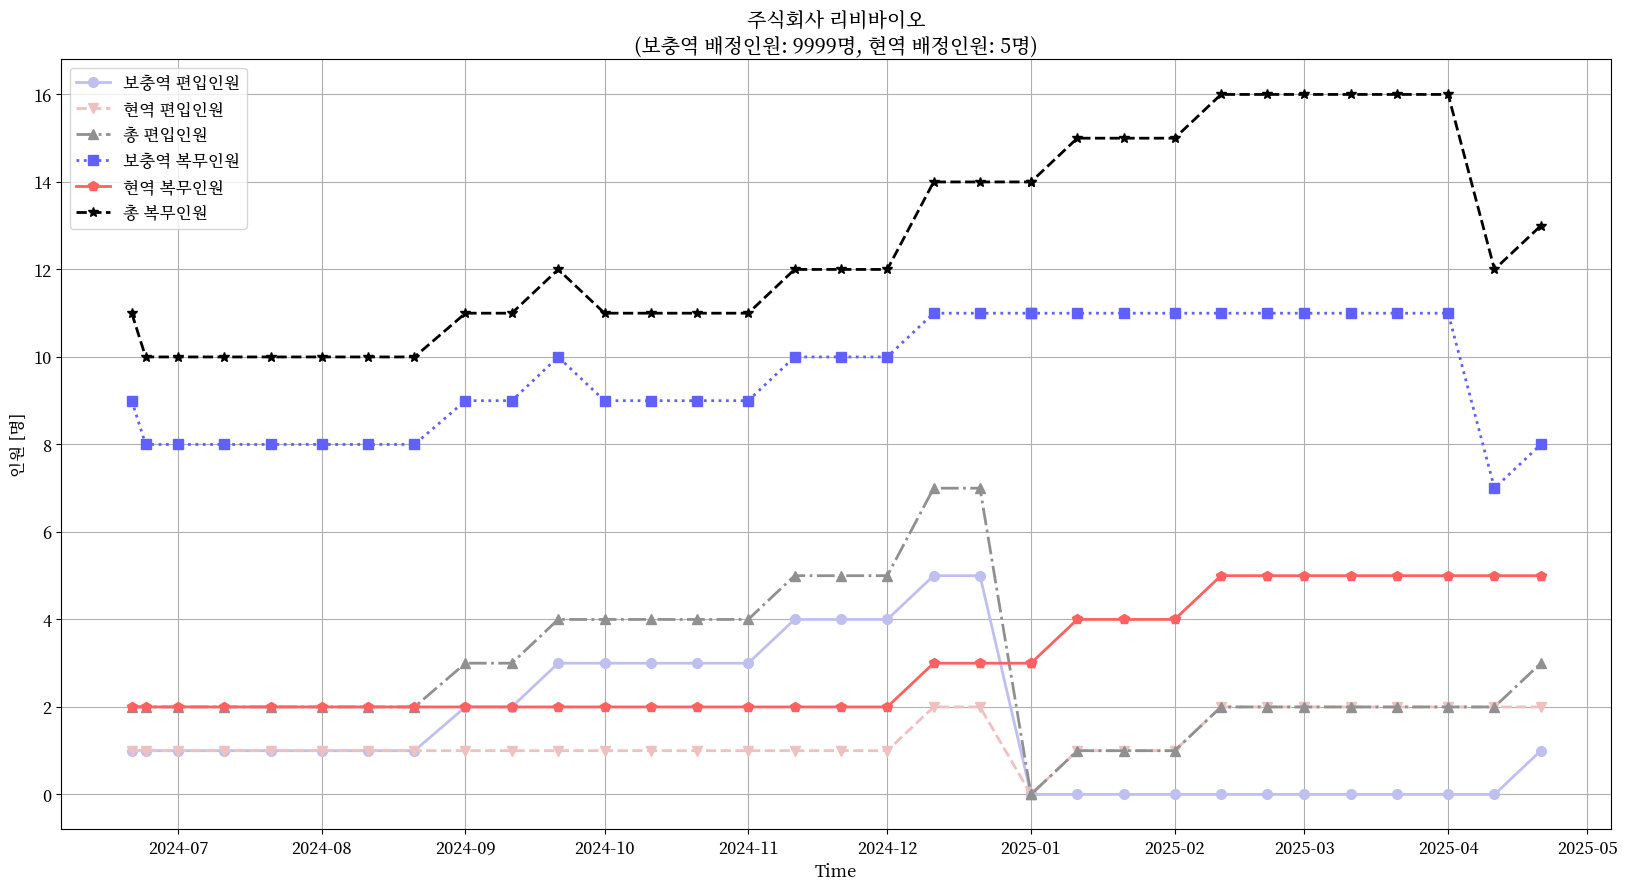 주식회사 리비바이오
(보충역 배정인원: 9999명, 현역 배정인원: 5명)
보충역 편입인원
현역 편입인원
총 편입인원
보충역 복무인원
현역 복무인원
총 복무인원
16
14
12
10
8
6
4
2
0
인원 [명]
2024-07 2024-08 2024-09 2024-10 2024-11 2024-12 2025-01 2025-02 2025-03 2025-04 2025-05
Time